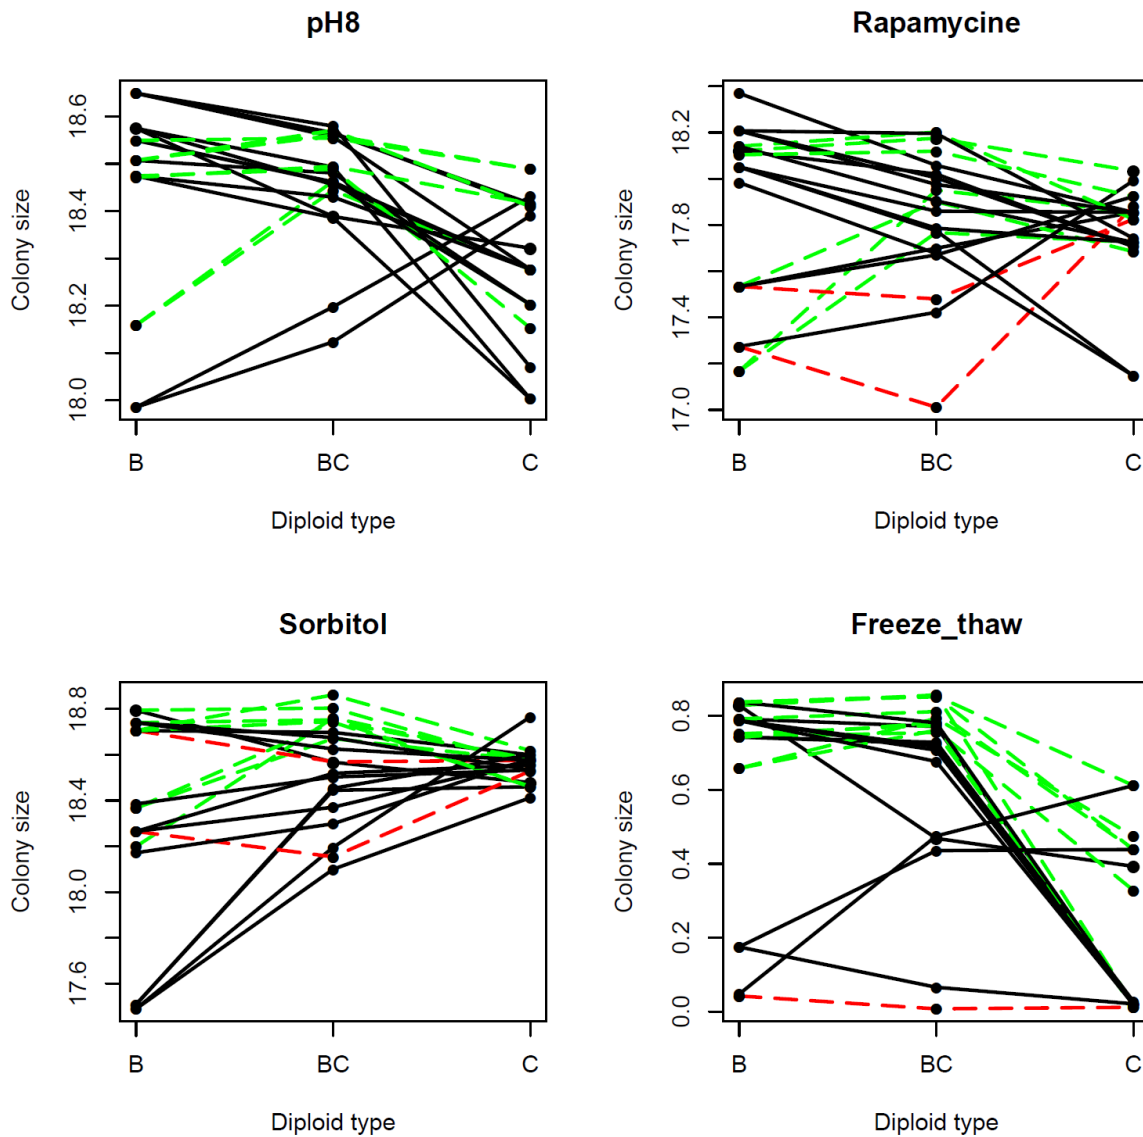 pH8
Colony size
18.6
18.4
18.2
18.0
B BC C
Diploid type
Rapamycine
Colony size
18.2
17.8
17.4
17.0
B BC C
Diploid type
Sorbitol
Colony size
18.8
18.4
18.0
17.6
B BC C
Diploid type
Freeze_thaw
Colony size
0.8
0.6
0.4
0.2
0.0
B BC C
Diploid type